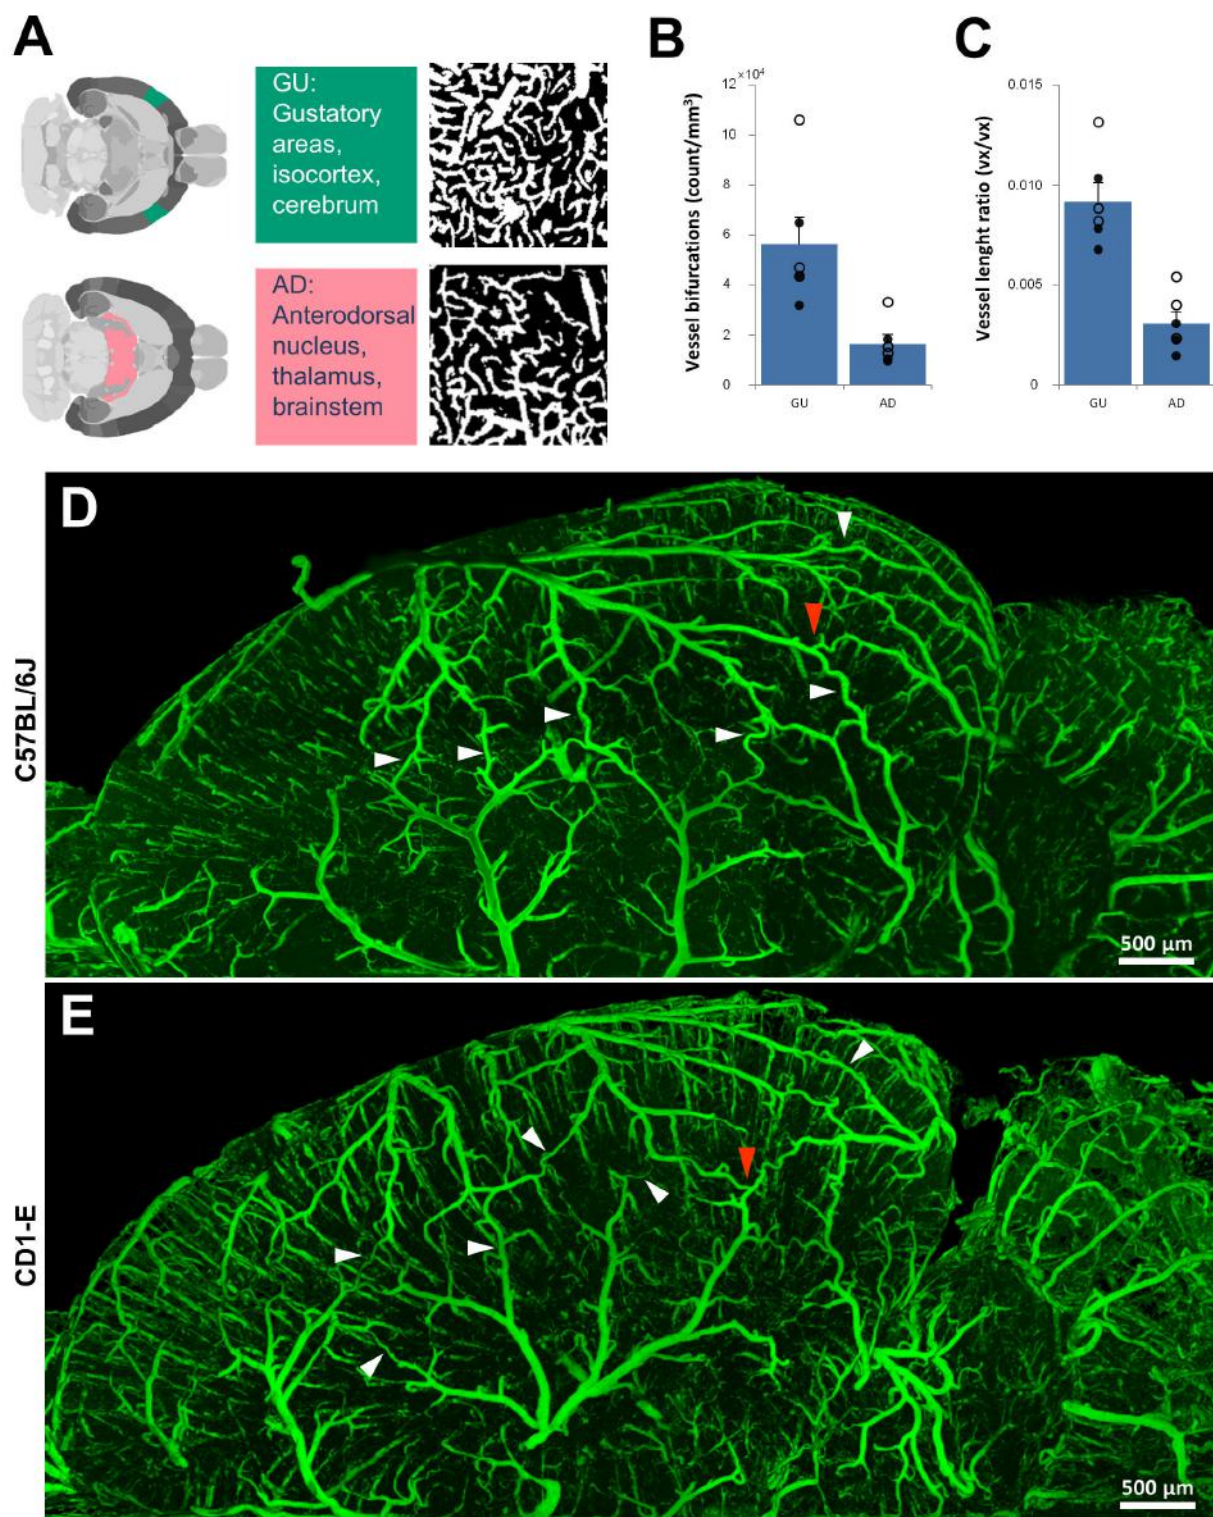 A
GU:
Gustatory
areas,
isocortex,
cerebrum
AD:
Anterodorsal
nucleus,
thalamus,
brainstem
B
Vessel bifurcations (count/mm³)
12 ×10⁴
10
8
6
4
2
0
GU AD
C
Vessel lenght ratio (vx/vx)
0.015
0.010
0.005
0
GU AD
D
C57BL/6J
500 µm
E
CD1-E
500 µm